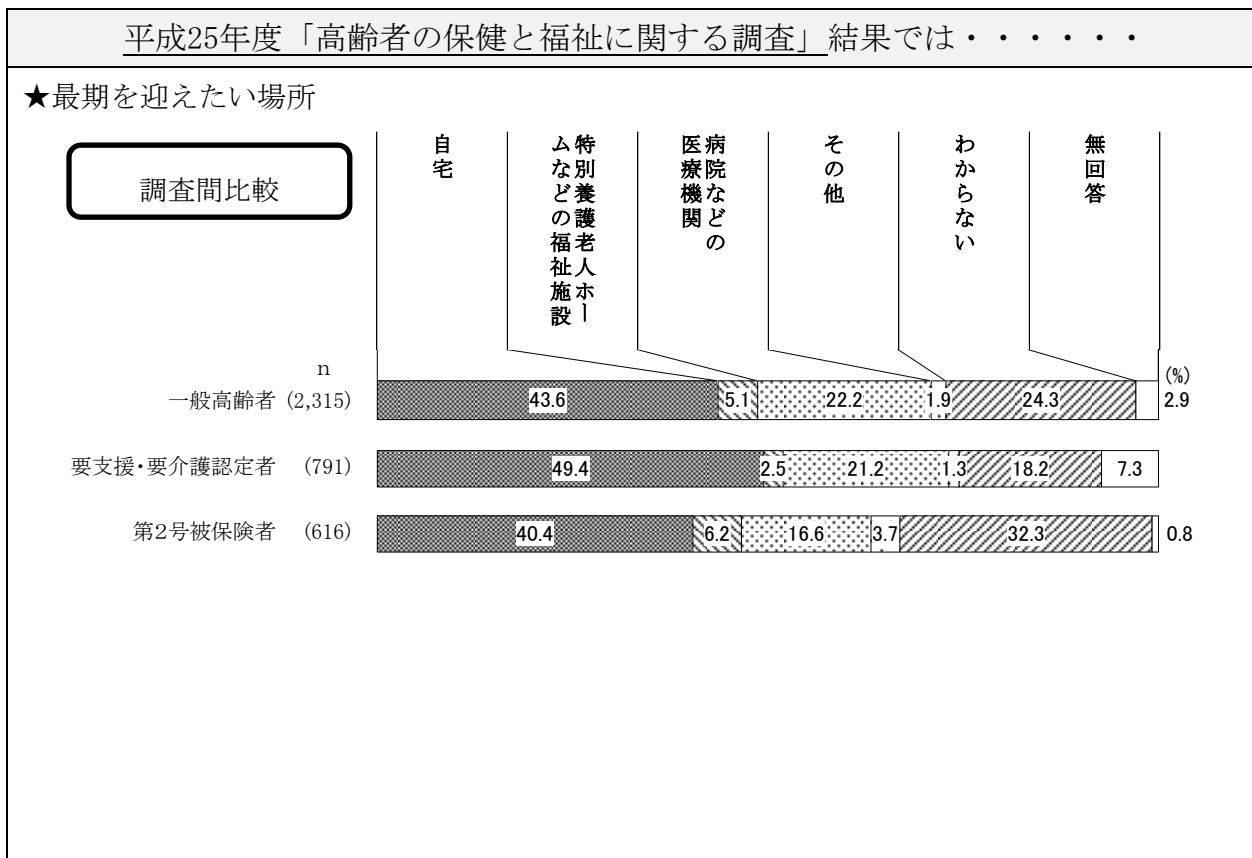 平成25年度「高齢者の保健と福祉に関する調査」結果では・・・・・・
★最期を迎えたい場所
調査間比較
自宅
特別養護老人ホー
ムなどの福祉施設
病院などの
医療機関
その他
わからない
無回答
n
(%)
一般高齢者 (2,315) 43.6 5.1 22.2 1.9 24.3 2.9
要支援・要介護認定者 (791) 49.4 2.5 21.2 1.3 18.2 7.3
第2号被保険者 (616) 40.4 6.2 16.6 3.7 32.3 0.8